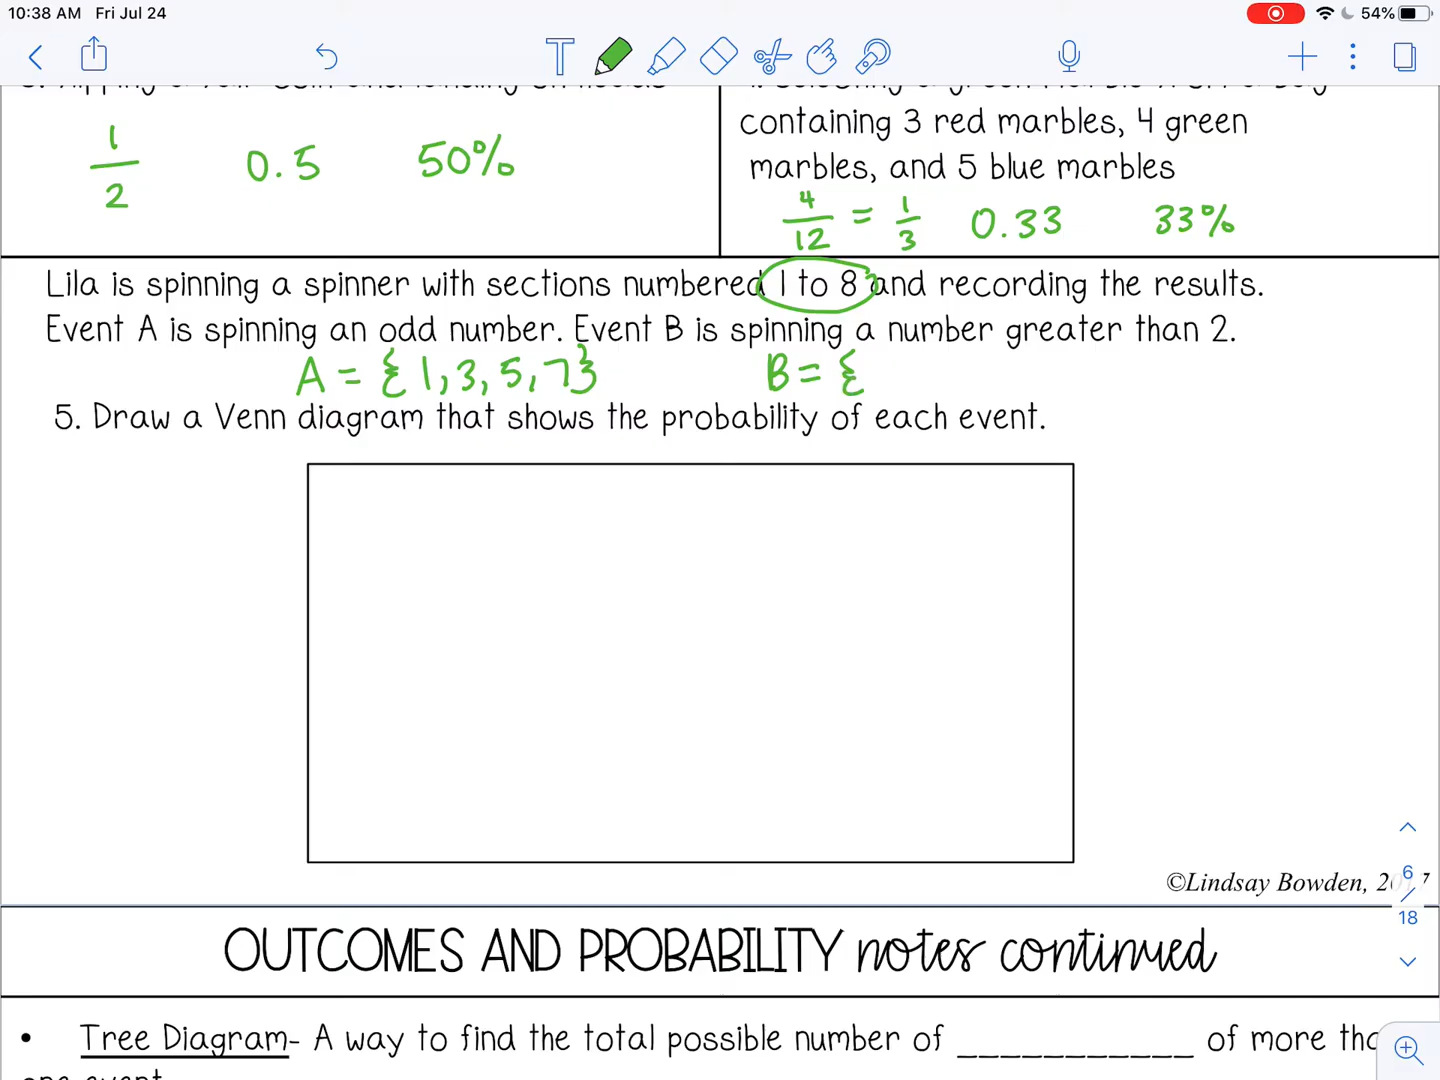 10:38 AM Fri Jul 24
54%
1/2 0.5 50%
containing 3 red marbles, 4 green
marbles, and 5 blue marbles
4/12 = 1/3 0.33 33%
Lila is spinning a spinner with sections numbered 1 to 8 and recording the results.
Event A is spinning an odd number. Event B is spinning a number greater than 2.
A = {1, 3, 5, 7} B = {
5. Draw a Venn diagram that shows the probability of each event.
©Lindsay Bowden,
6 / 18
OUTCOMES AND PROBABILITY notes continued
• Tree Diagram- A way to find the total possible number of ___________ of more
one event